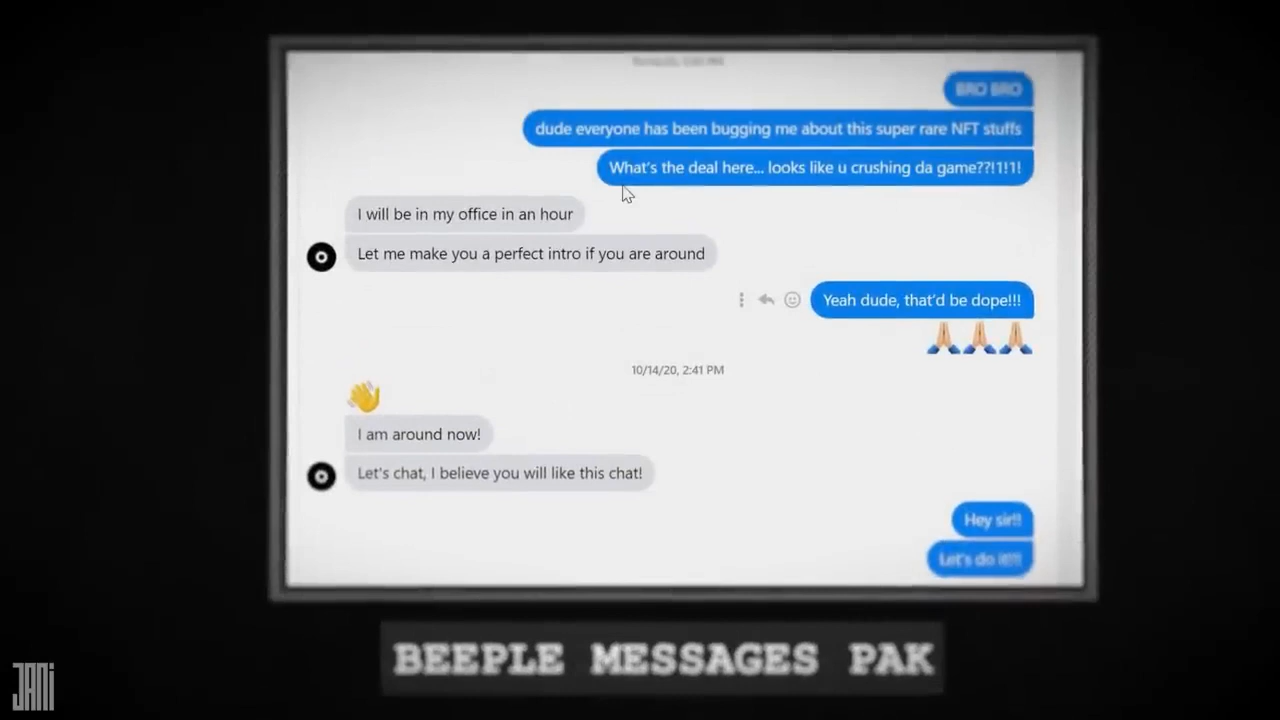 BRO BRO
dude everyone has been bugging me about this super rare NFT stuffs
What's the deal here... looks like u crushing da game??!1!1!
I will be in my office in an hour
Let me make you a perfect intro if you are around
Yeah dude, that'd be dope!!!
10/14/20, 2:41 PM
I am around now!
Let's chat, I believe you will like this chat!
Hey sir!!
Let's do
BEEPLE MESSAGES PAK
JANi